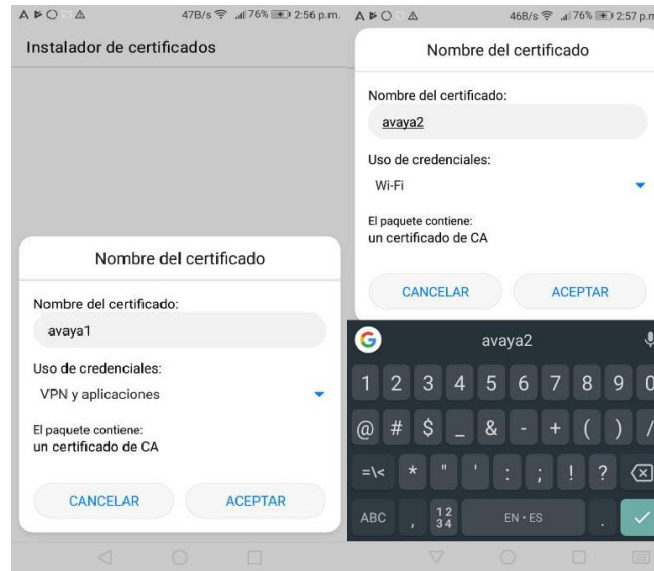 47B/s 76% 2:56 p.m.
Instalador de certificados
Nombre del certificado
Nombre del certificado:
avaya1
Uso de credenciales:
VPN y aplicaciones
El paquete contiene:
un certificado de CA
CANCELAR ACEPTAR
46B/s 76% 2:57 p.m
Nombre del certificado
Nombre del certificado:
avaya2
Uso de credenciales:
Wi-Fi
El paquete contiene:
un certificado de CA
CANCELAR ACEPTAR
G avaya2
1 2 3 4 5 6 7 8 9 0
@ # $ _ & - + ( ) /
=\< * " ' : ; ! ?
ABC , 12 34 EN • ES .